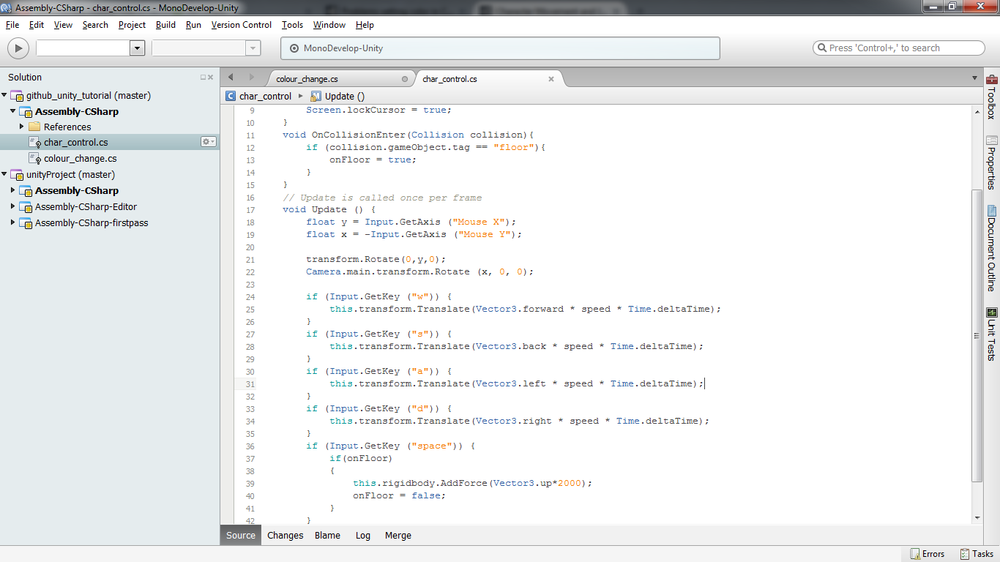 Assembly-CSharp - char_control.cs - MonoDevelop-Unity
File Edit View Search Project Build Run Version Control Tools Window Help
MonoDevelop-Unity
Press 'Control+,' to search
Solution
github_unity_tutorial (master)
Assembly-CSharp
References
char_control.cs
colour_change.cs
unityProject (master)
Assembly-CSharp
Assembly-CSharp-Editor
Assembly-CSharp-firstpass
colour_change.cs char_control.cs
char_control Update ()
9 Screen.lockCursor = true;
10 }
11 void OnCollisionEnter(Collision collision){
12 if (collision.gameObject.tag == "floor"){
13 onFloor = true;
14 }
15 }
16 // Update is called once per frame
17 void Update () {
18 float y = Input.GetAxis ("Mouse X");
19 float x = -Input.GetAxis ("Mouse Y");
20
21 transform.Rotate(0,y,0);
22 Camera.main.transform.Rotate (x, 0, 0);
23
24 if (Input.GetKey ("w")) {
25 this.transform.Translate(Vector3.forward * speed * Time.deltaTime);
26 }
27 if (Input.GetKey ("s")) {
28 this.transform.Translate(Vector3.back * speed * Time.deltaTime);
29 }
30 if (Input.GetKey ("a")) {
31 this.transform.Translate(Vector3.left * speed * Time.deltaTime);
32 }
33 if (Input.GetKey ("d")) {
34 this.transform.Translate(Vector3.right * speed * Time.deltaTime);
35 }
36 if (Input.GetKey ("space")) {
37 if(onFloor)
38 {
39 this.rigidbody.AddForce(Vector3.up*2000);
40 onFloor = false;
41 }
42 }
Source Changes Blame Log Merge
Toolbox
Properties
Document Outline
Unit Tests
Errors Tasks